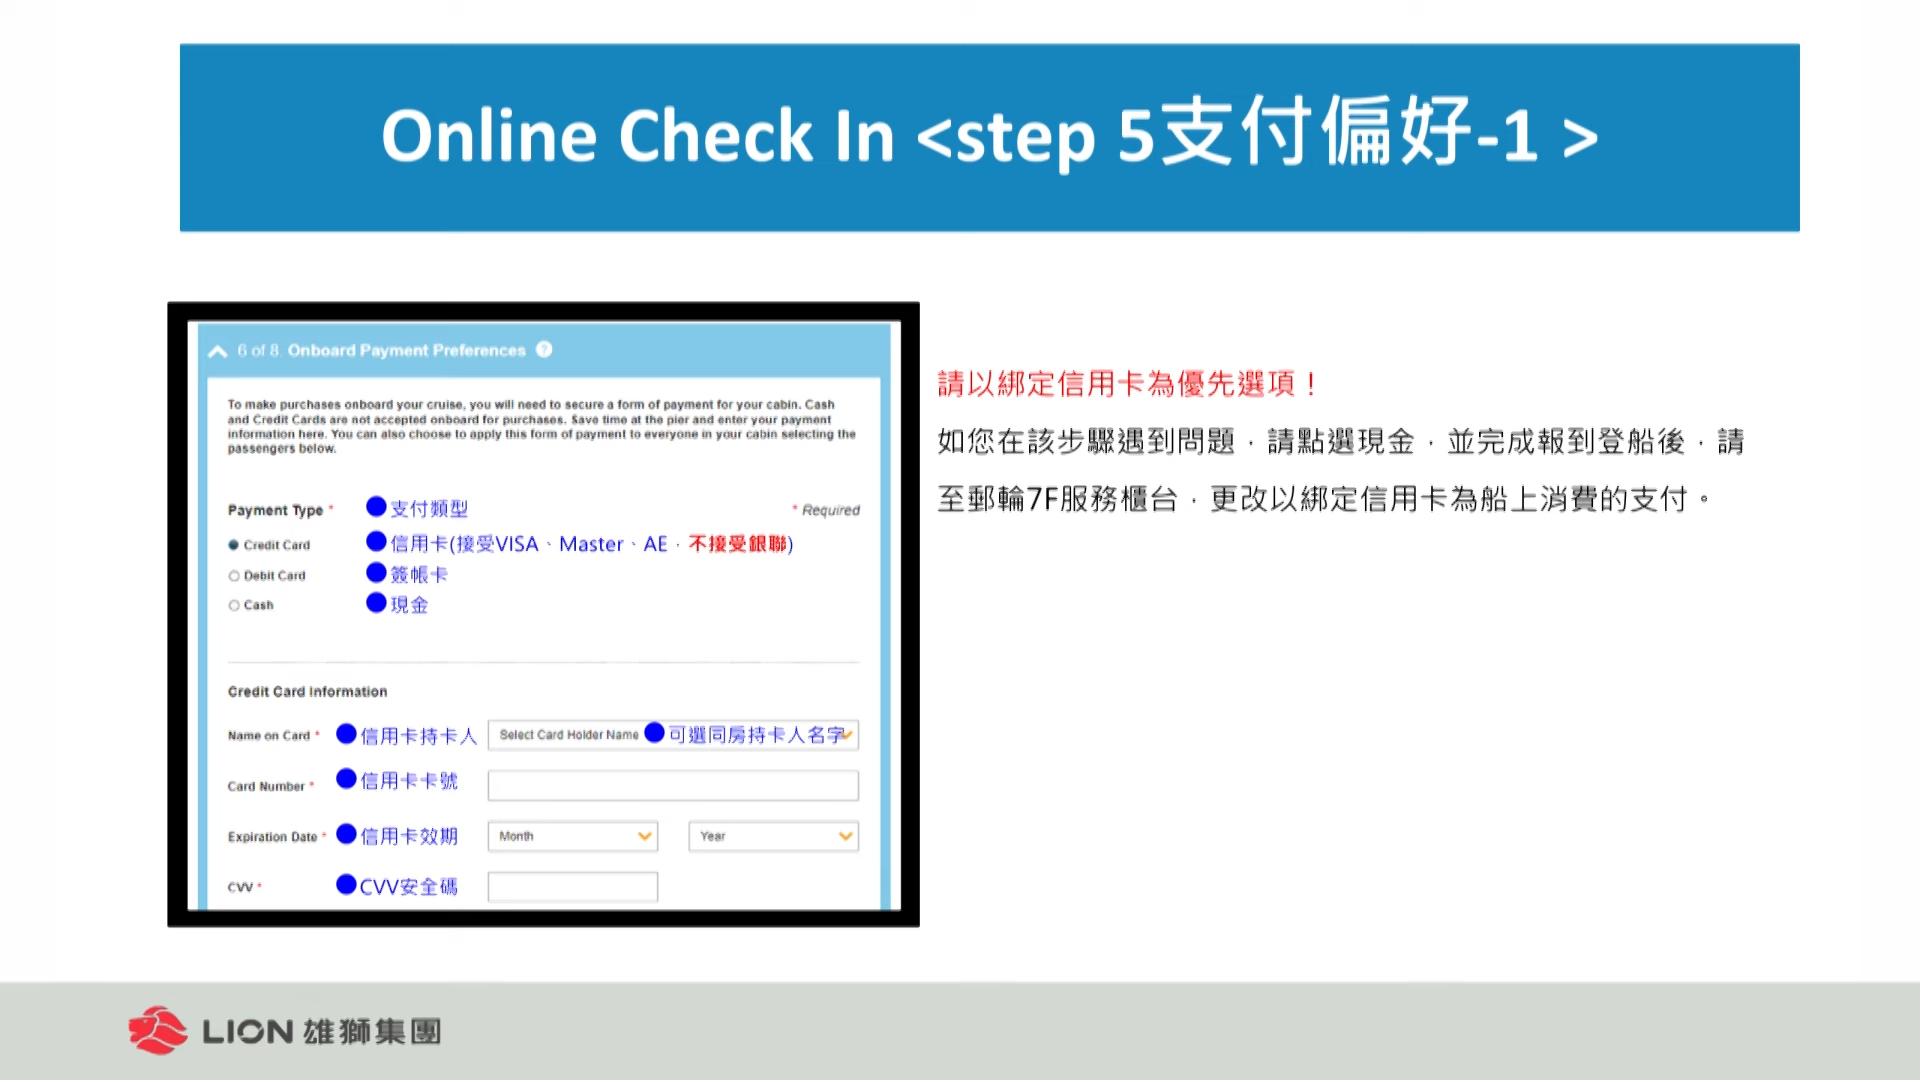 Online Check In <step 5支付偏好-1 >
6 of 8 Onboard Payment Preferences ?
To make purchases onboard your cruise, you will need to secure a form of payment for your cabin. Cash
and Credit Cards are not accepted onboard for purchases. Save time at the pier and enter your payment
information here. You can also choose to apply this form of payment to everyone in your cabin selecting the
passengers below.
Payment Type * 支付類型 * Required
Credit Card 信用卡(接受VISA、Master、AE，不接受銀聯)
Debit Card 簽帳卡
Cash 現金
Credit Card Information
Name on Card * 信用卡持卡人 Select Card Holder Name 可選同房持卡人名字
Card Number * 信用卡卡號
Expiration Date * 信用卡效期 Month Year
CVV * CVV安全碼
請以綁定信用卡為優先選項！
如您在該步驟遇到問題，請點選現金，並完成報到登船後，請
至郵輪7F服務櫃台，更改以綁定信用卡為船上消費的支付。
LION 雄獅集團